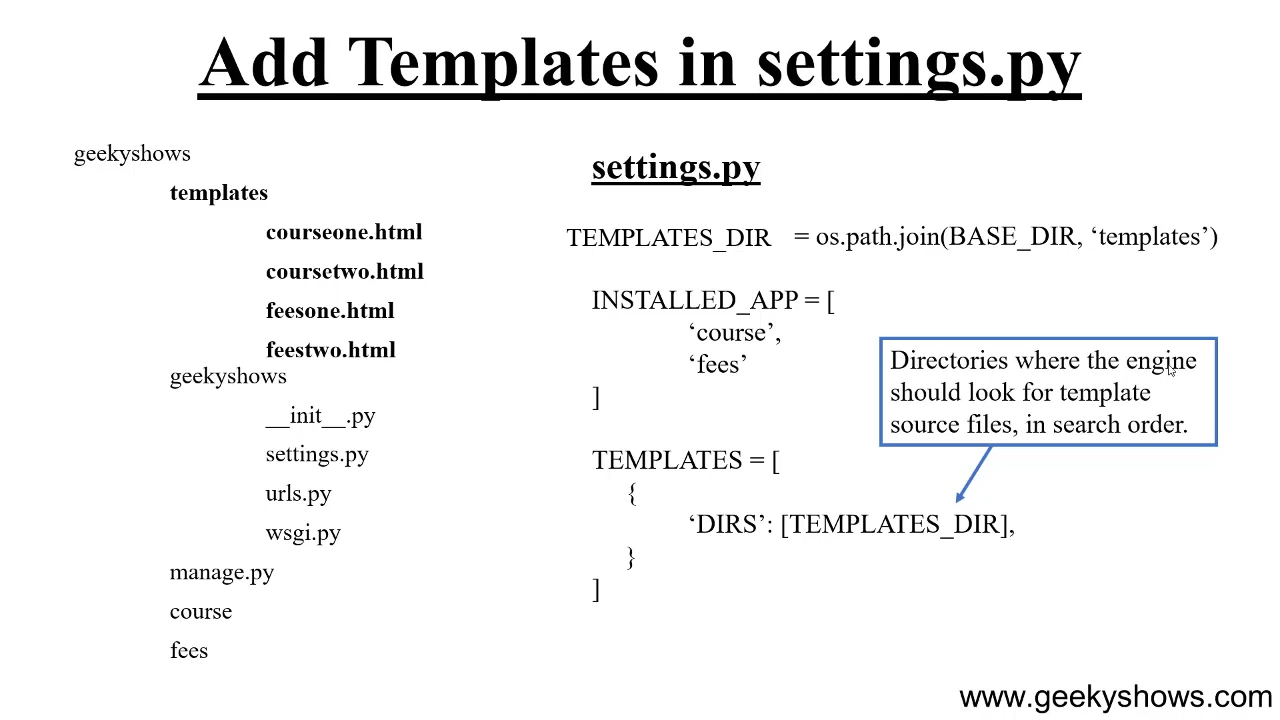 Add Templates in settings.py
geekyshows
templates
courseone.html
coursetwo.html
feesone.html
feestwo.html
geekyshows
__init__.py
settings.py
urls.py
wsgi.py
manage.py
course
fees
settings.py
TEMPLATES_DIR = os.path.join(BASE_DIR, ‘templates’)
INSTALLED_APP = [
‘course’,
‘fees’
]
Directories where the engine
should look for template
source files, in search order.
TEMPLATES = [
{
‘DIRS’: [TEMPLATES_DIR],
}
]
www.geekyshows.com